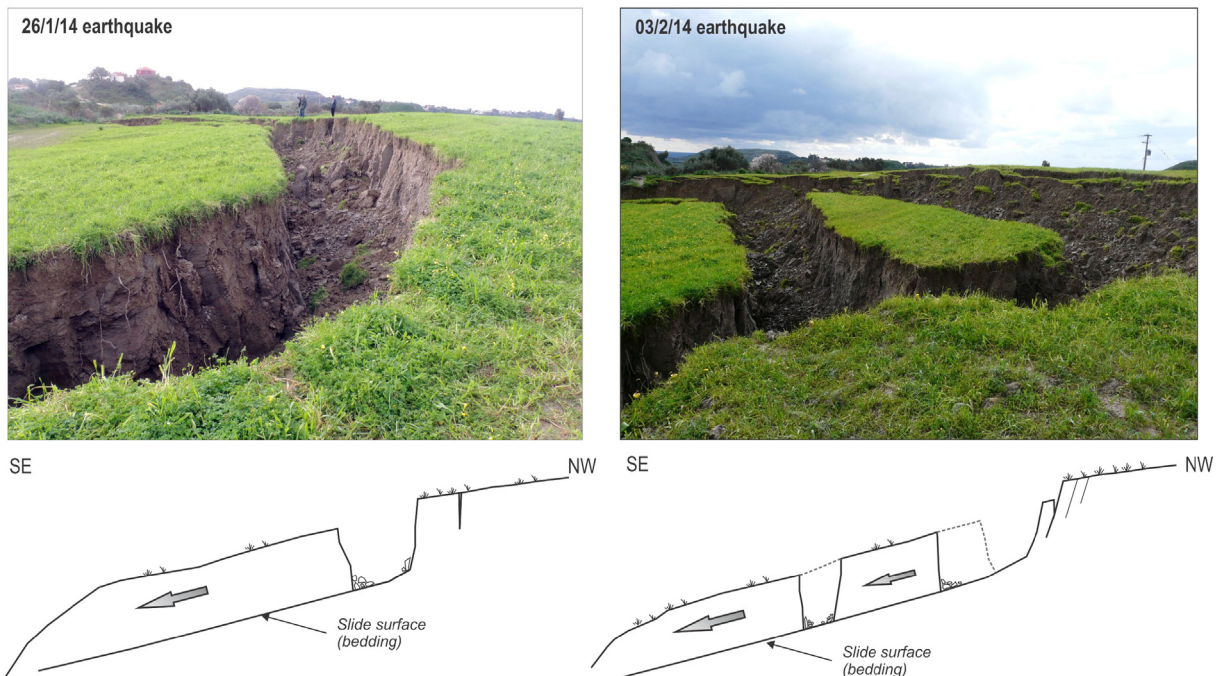 26/1/14 earthquake
03/2/14 earthquake
SE
NW
SE
NW
Slide surface
(bedding)
Slide surface
(bedding)